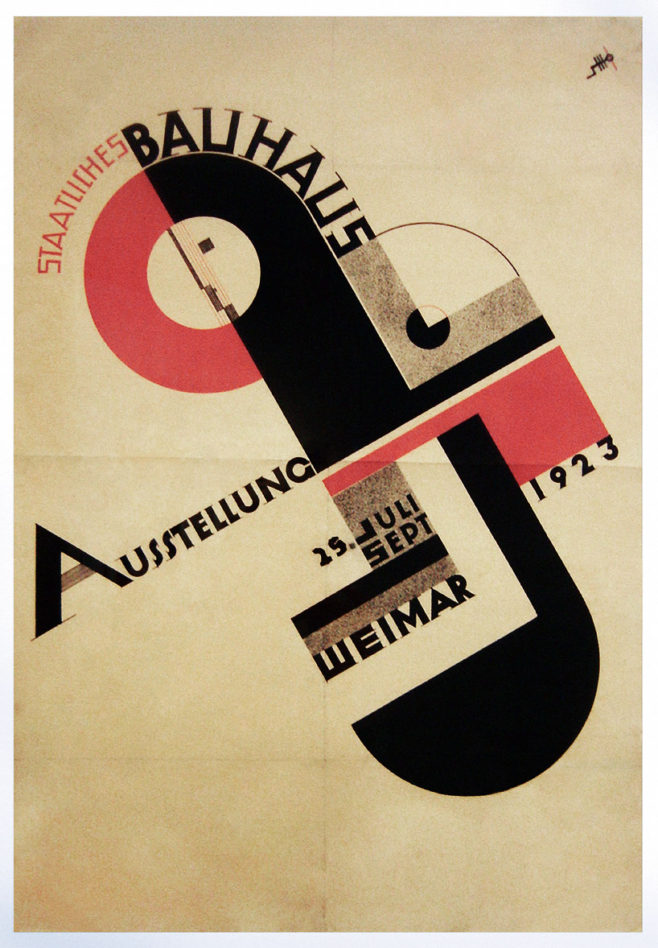 STAATLICHES
BAUHAUS
AUSSTELLUNG
1923
25. JULI
SEPT
WEIMAR